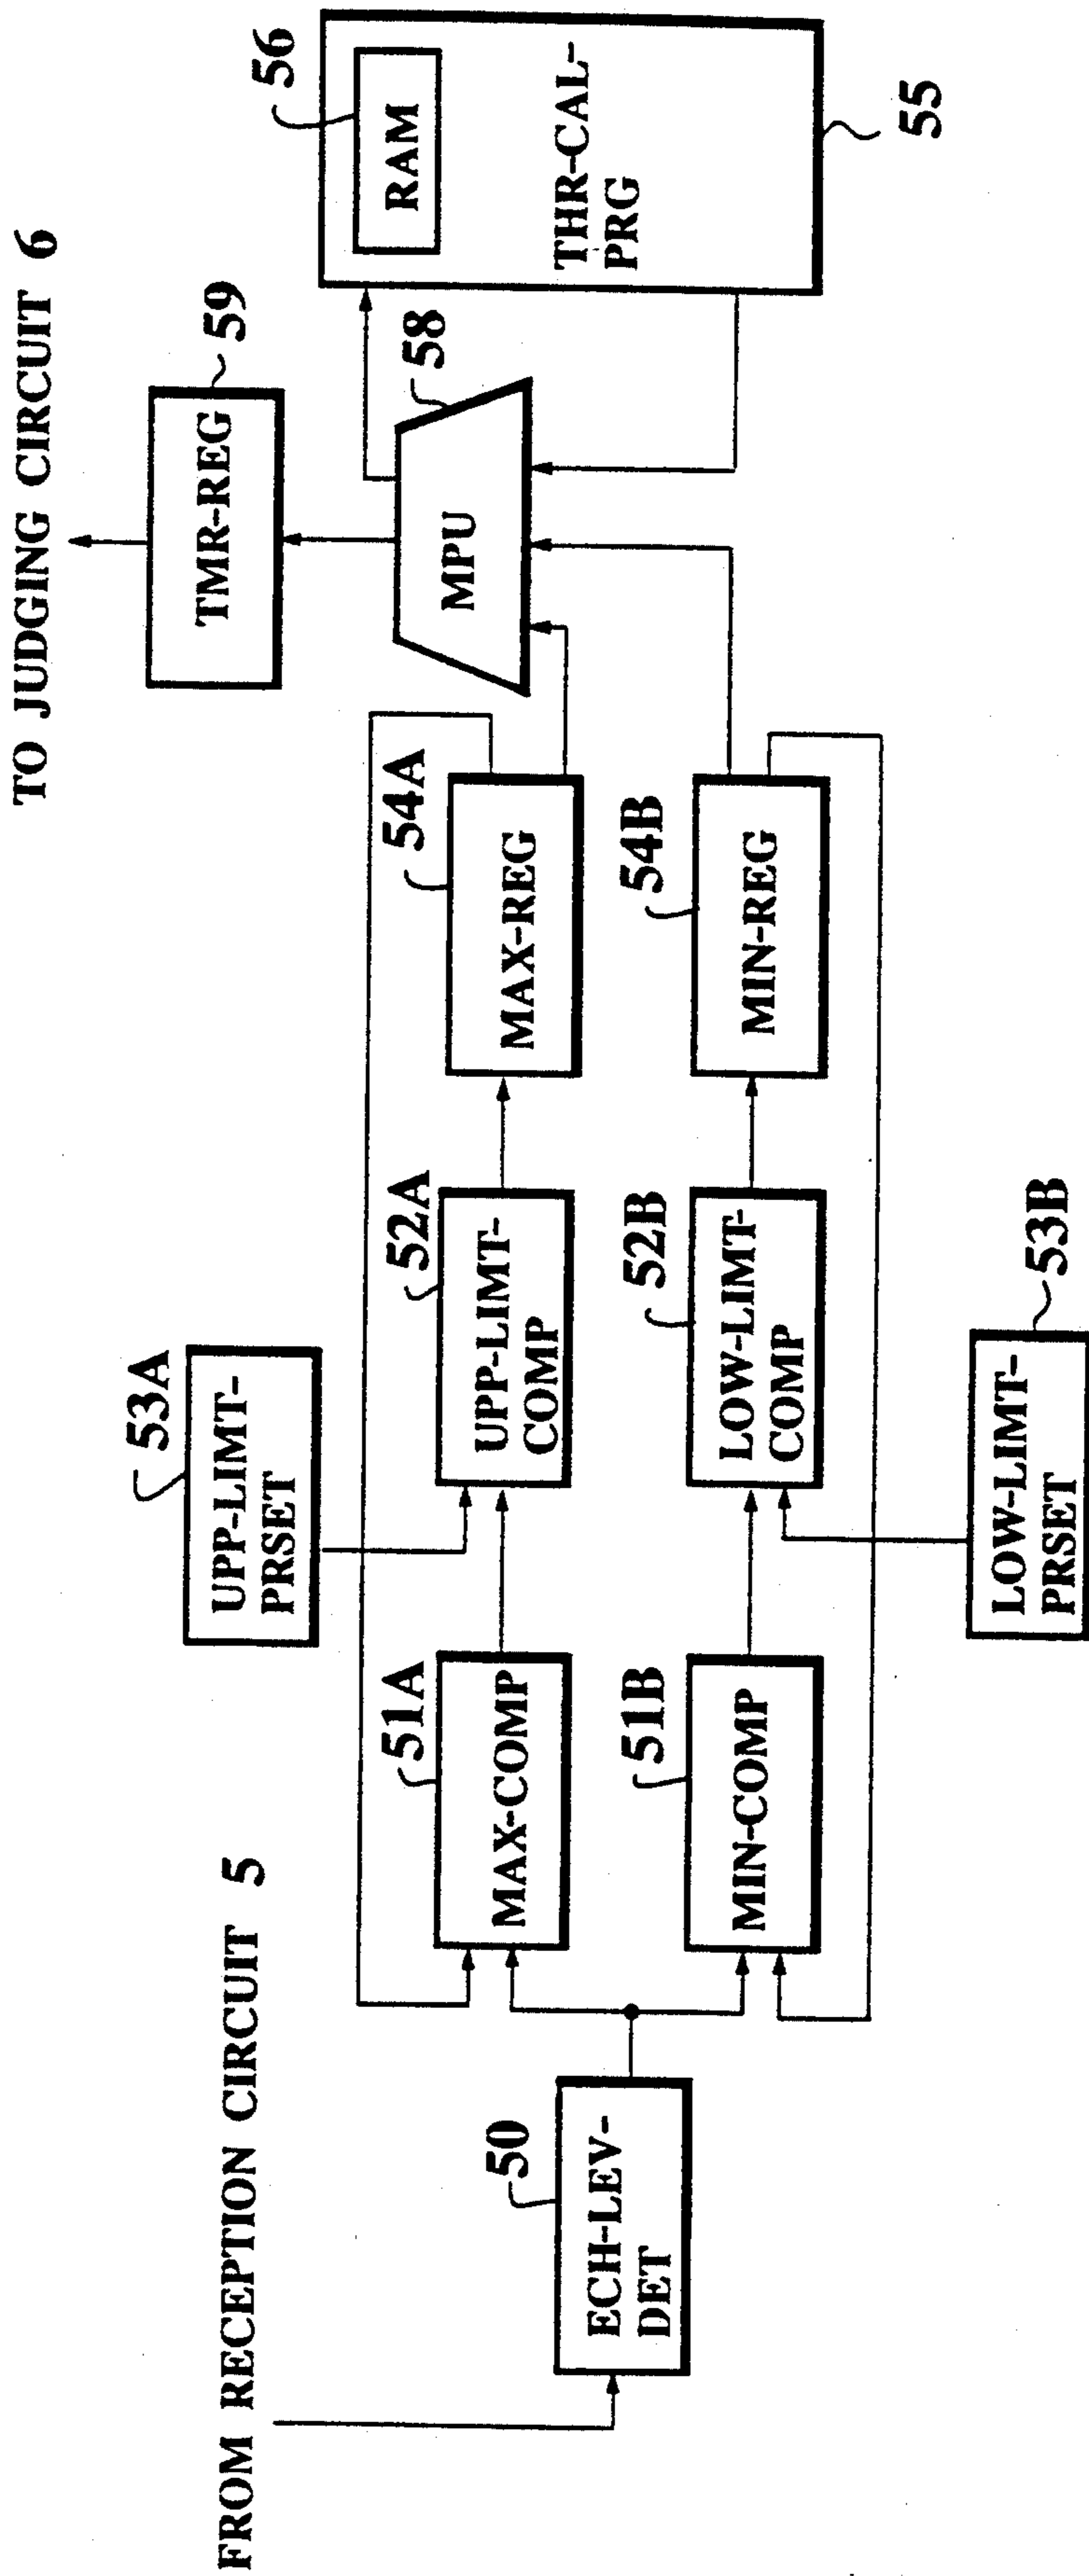 TO JUDGING CIRCUIT 6
FROM RECEPTION CIRCUIT 5
50
ECH-LEV-
DET
51A
MAX-COMP
51B
MIN-COMP
53A
UPP-LIMT-
PRSET
52A
UPP-LIMT-
COMP
52B
LOW-LIMT-
COMP
53B
LOW-LIMT-
PRSET
54A
MAX-REG
54B
MIN-REG
59
TMR-REG
58
MPU
56
RAM
THR-CAL-
PRG
55